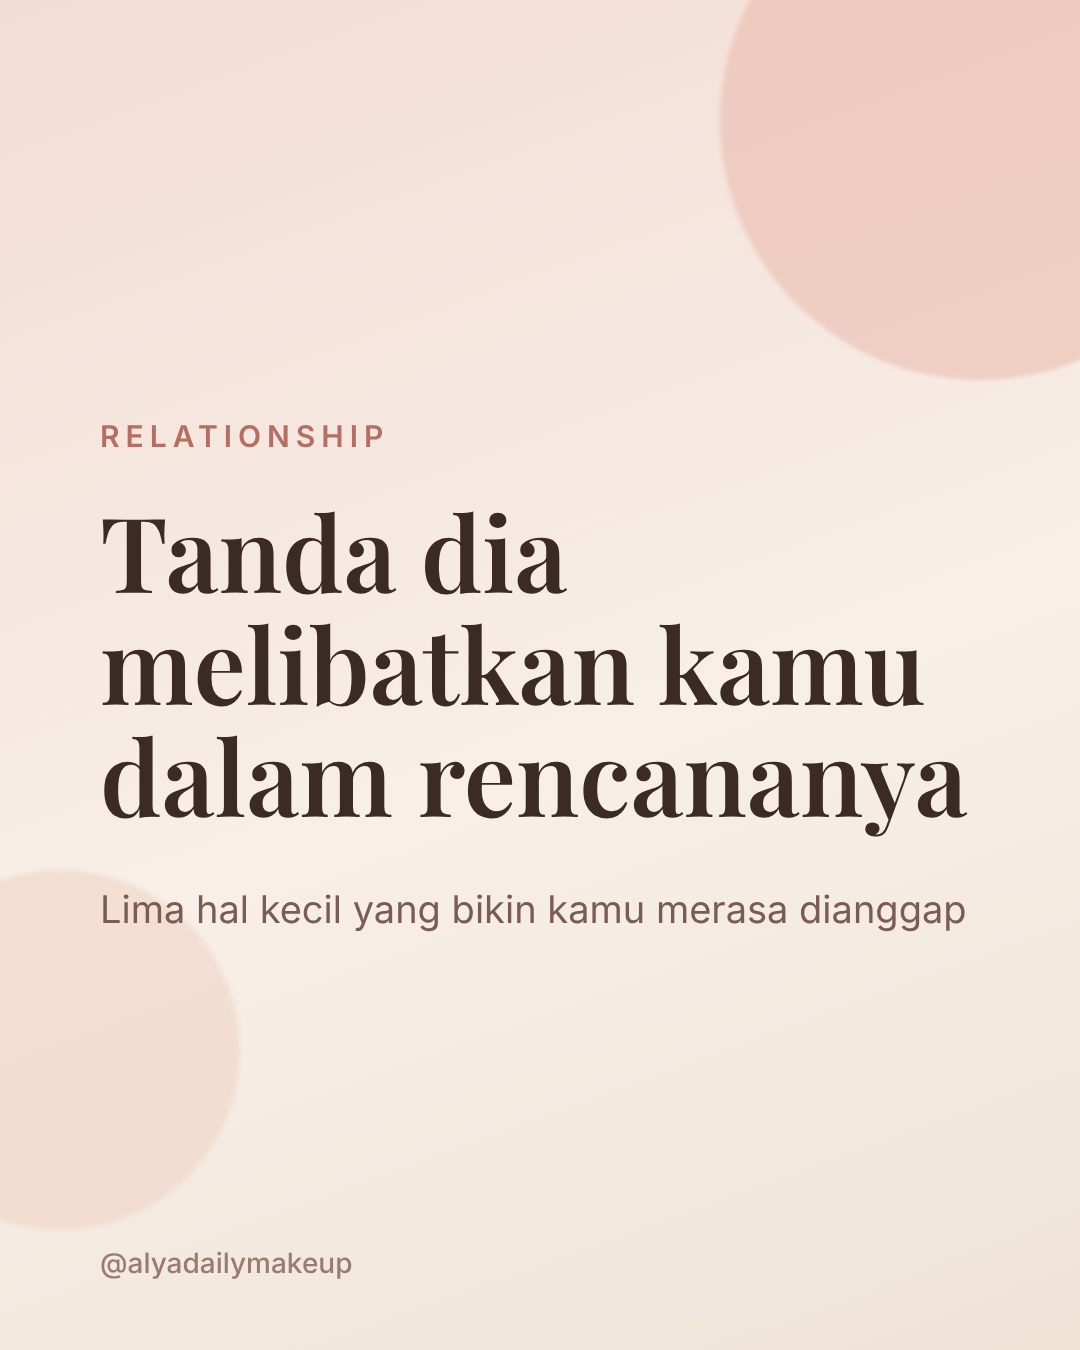 RELATIONSHIP
Tanda dia
melibatkan kamu
dalam rencananya
Lima hal kecil yang bikin kamu merasa dianggap
@alyadailymakeup